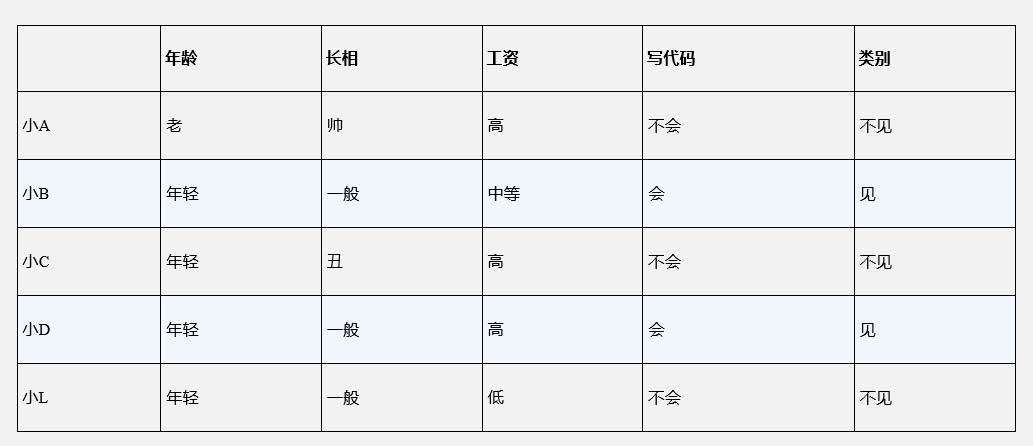 年龄 长相 工资 写代码 类别
小A 老 帅 高 不会 不见
小B 年轻 一般 中等 会 见
小C 年轻 丑 高 不会 不见
小D 年轻 一般 高 会 见
小L 年轻 一般 低 不会 不见